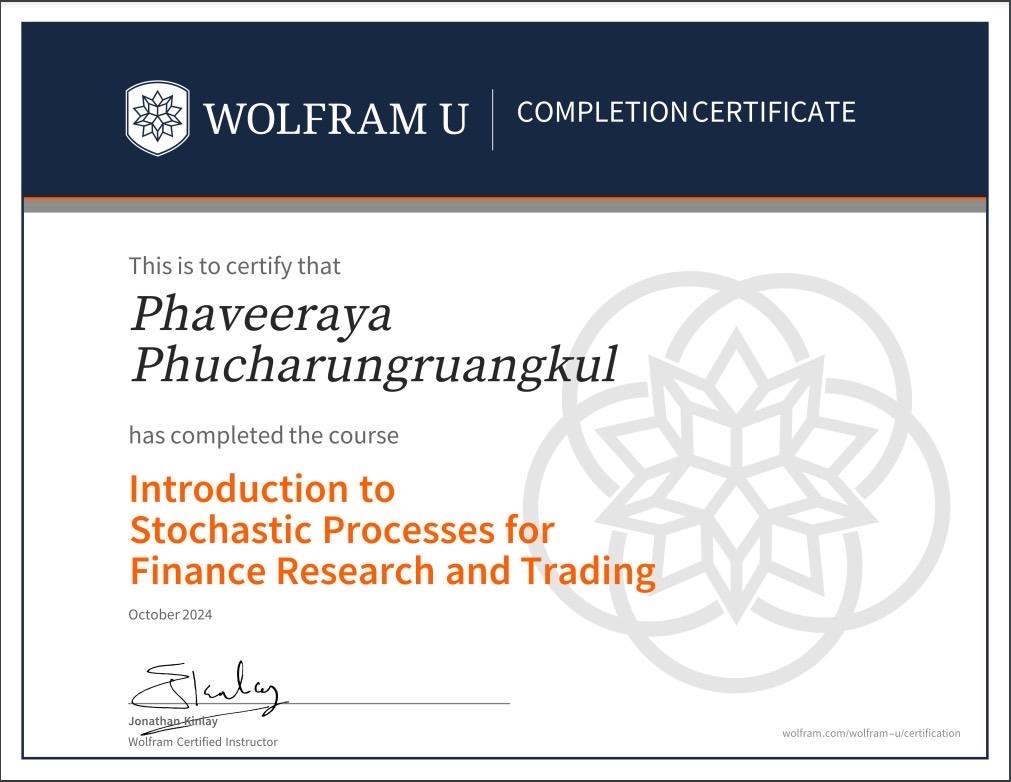 WOLFRAM U
COMPLETION CERTIFICATE
This is to certify that
Phaveeraya
Phucharungruangkul
has completed the course
Introduction to
Stochastic Processes for
Finance Research and Trading
October 2024
Jonathan Kinlay
Wolfram Certified Instructor
wolfram.com/wolfram-u/certification